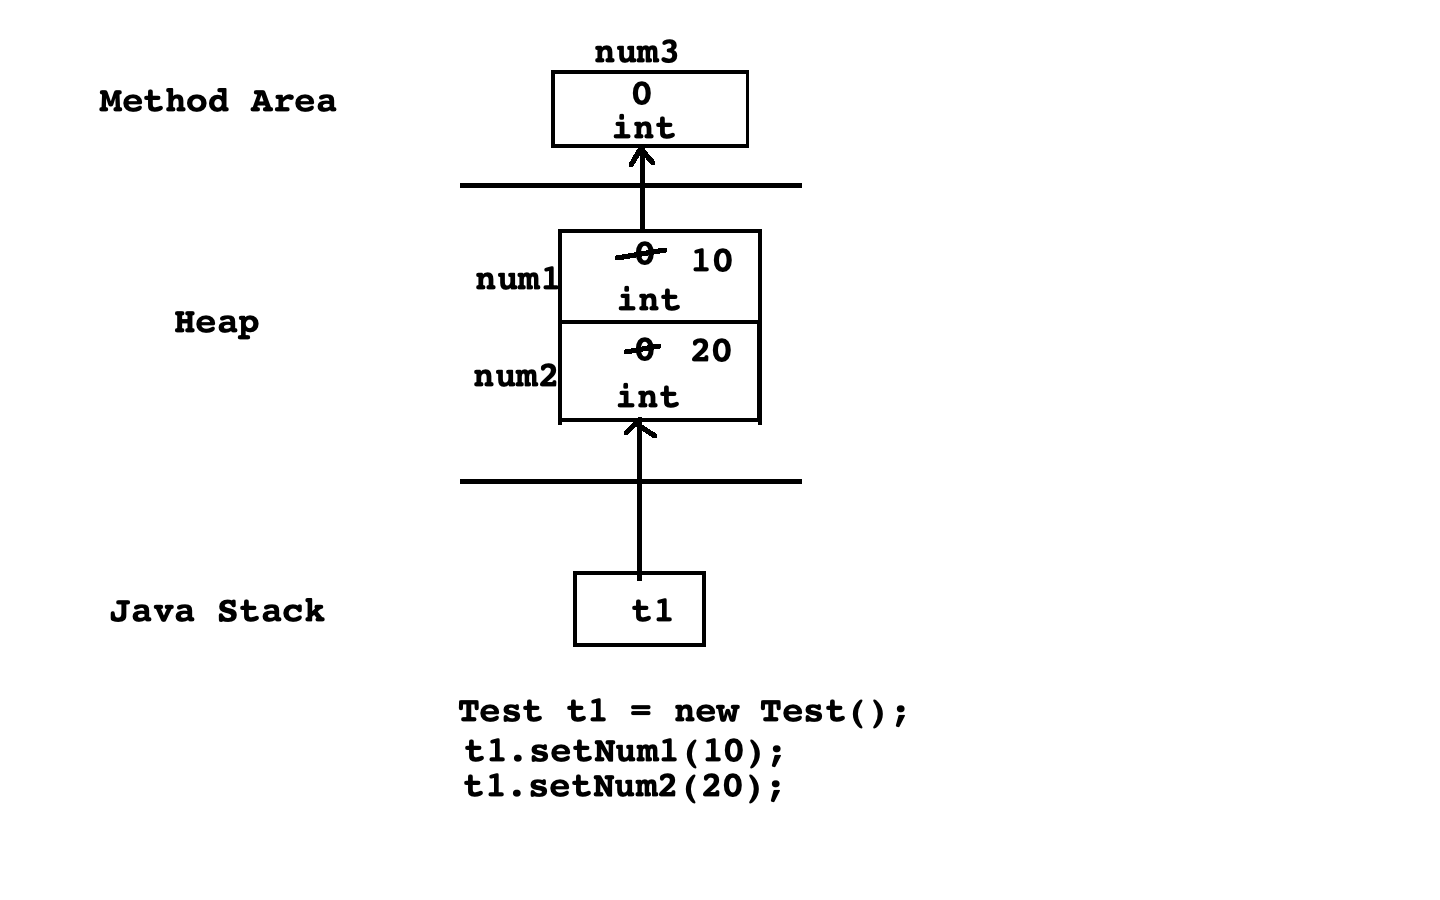 num3
Method Area
0
int
0 10
num1
int
Heap
0 20
num2
int
Java Stack
t1
Test t1 = new Test();
t1.setNum1(10);
t1.setNum2(20);